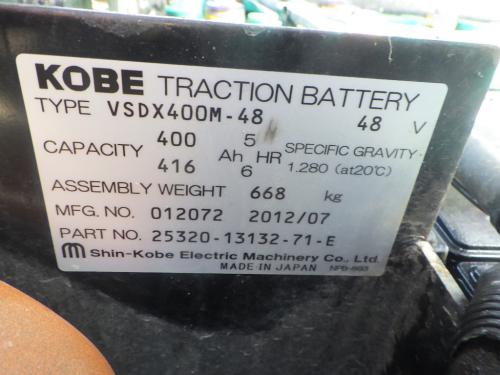 KOBE TRACTION BATTERY
TYPE VSDX400M-48 48 V
CAPACITY 400 416 Ah 5 6 HR SPECIFIC GRAVITY 1.280 (at20℃)
ASSEMBLY WEIGHT 668 kg
MFG. NO. 012072 2012/07
PART NO. 25320-13132-71-E
Shin-Kobe Electric Machinery Co., Ltd.
MADE IN JAPAN NPB-893